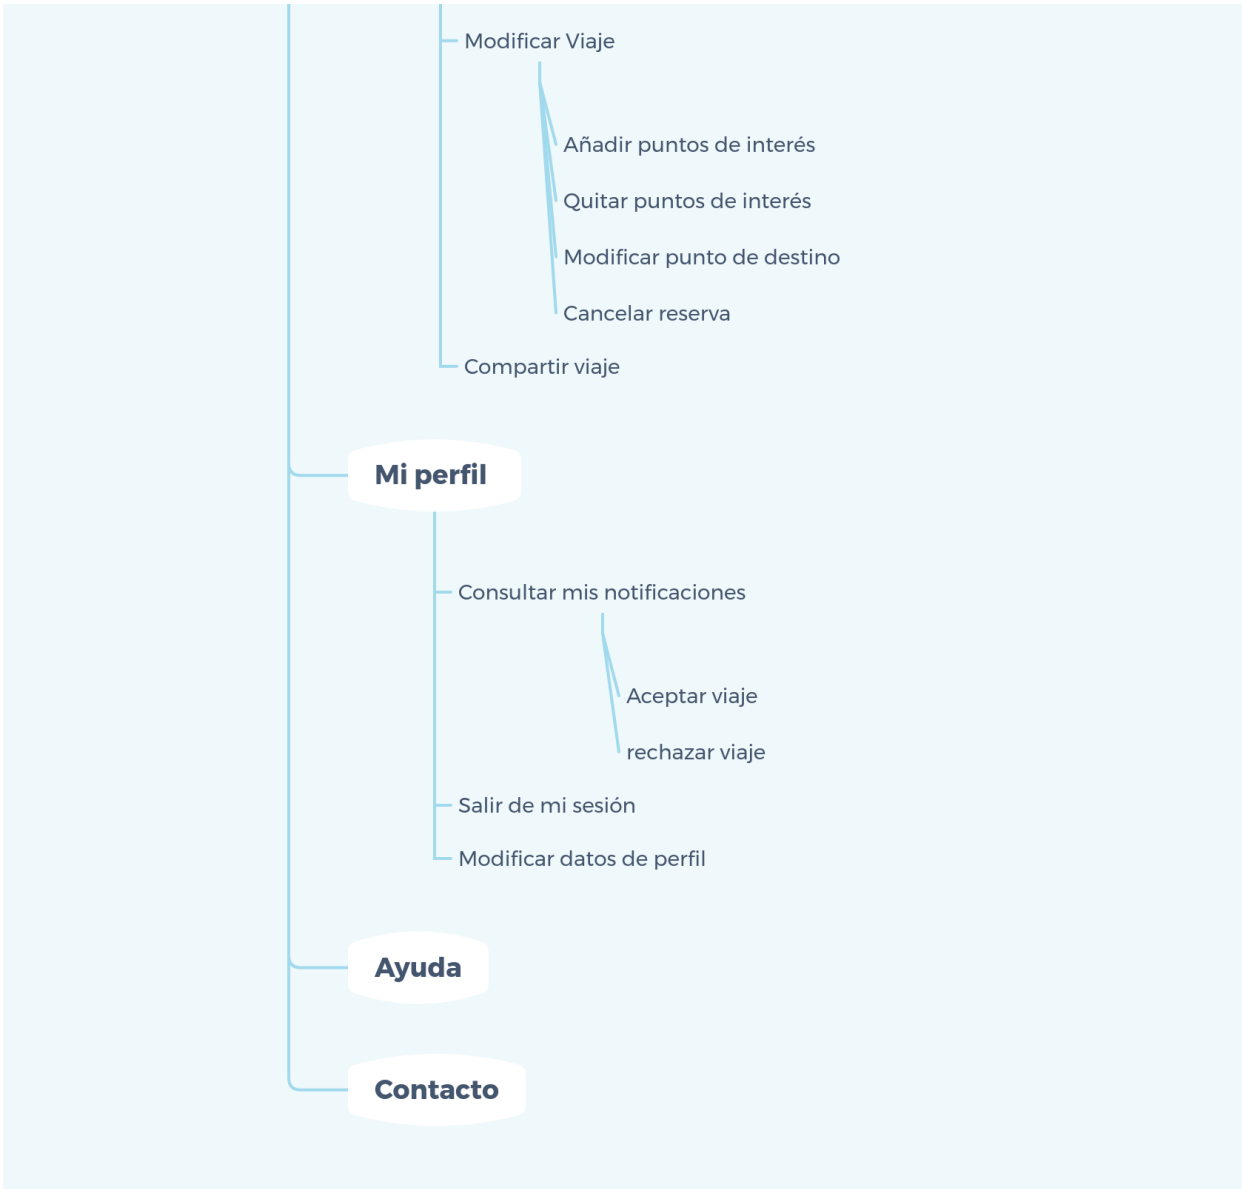 Modificar Viaje
Añadir puntos de interés
Quitar puntos de interés
Modificar punto de destino
Cancelar reserva
Compartir viaje
Mi perfil
Consultar mis notificaciones
Aceptar viaje
rechazar viaje
Salir de mi sesión
Modificar datos de perfil
Ayuda
Contacto